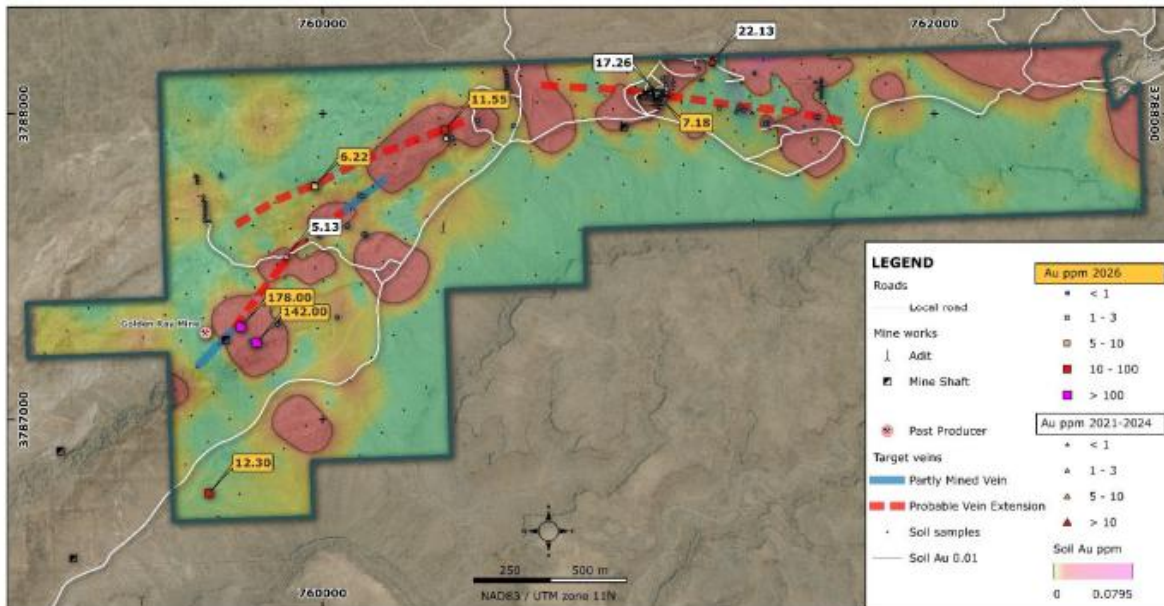 760000
762000
3788000
3788000
3787000
760000
22.13
17.26
11.55
7.18
6.22
5.13
178.00
142.00
Golden Ray Mine
12.30
LEGEND
Roads
Local road
Mine works
Adit
Mine Shaft
Past Producer
Target veins
Partly Mined Vein
Probable Vein Extension
Soil samples
Soil Au 0.01
Au ppm 2026
< 1
1 - 3
5 - 10
10 - 100
> 100
Au ppm 2021-2024
< 1
1 - 3
5 - 10
> 10
Soil Au ppm
0 0.0795
250 500 m
NAD83 / UTM zone 11N